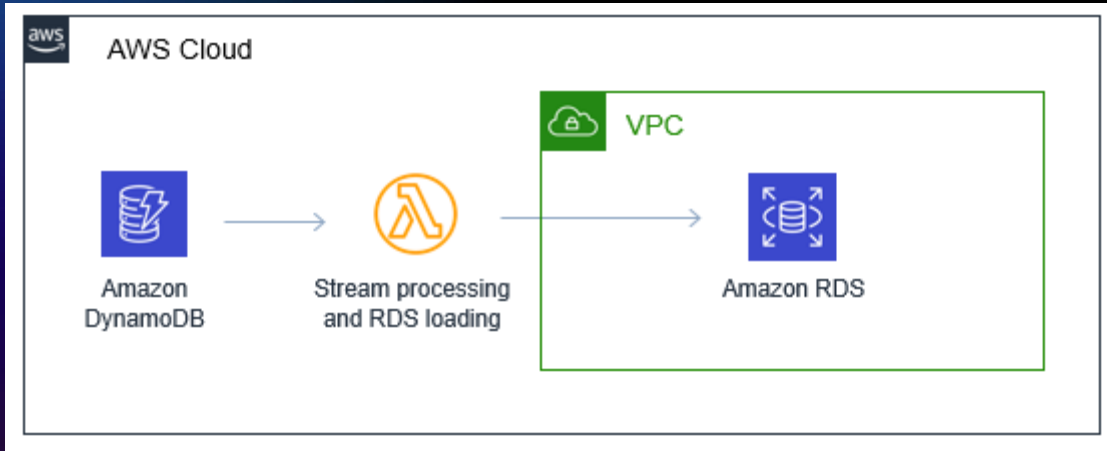 aws
AWS Cloud
VPC
Amazon
DynamoDB
Stream processing
and RDS loading
Amazon RDS